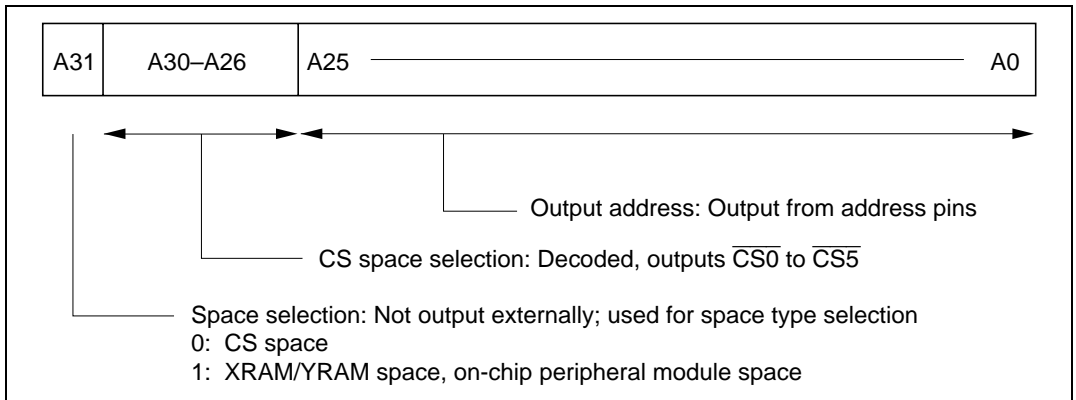 A31 A30–A26 A25 A0
Output address: Output from address pins
CS space selection: Decoded, outputs C̅S̅0̅ to C̅S̅5̅
Space selection: Not output externally; used for space type selection
0: CS space
1: XRAM/YRAM space, on-chip peripheral module space